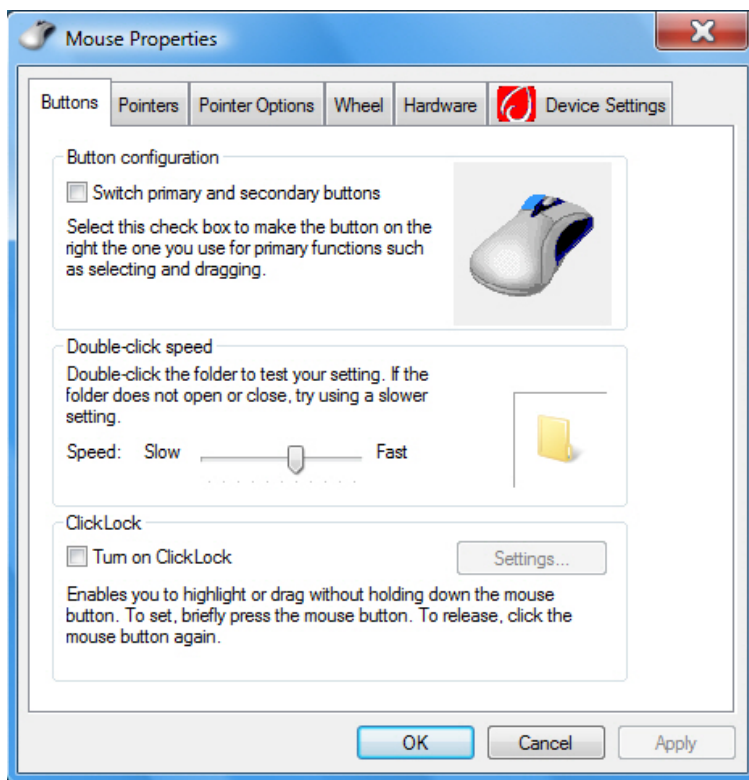 Mouse Properties
Buttons Pointers Pointer Options Wheel Hardware Device Settings
Button configuration
Switch primary and secondary buttons
Select this check box to make the button on the
right the one you use for primary functions such
as selecting and dragging.
Double-click speed
Double-click the folder to test your setting. If the
folder does not open or close, try using a slower
setting.
Speed: Slow Fast
ClickLock
Turn on ClickLock Settings...
Enables you to highlight or drag without holding down the mouse
button. To set, briefly press the mouse button. To release, click the
mouse button again.
OK Cancel Apply